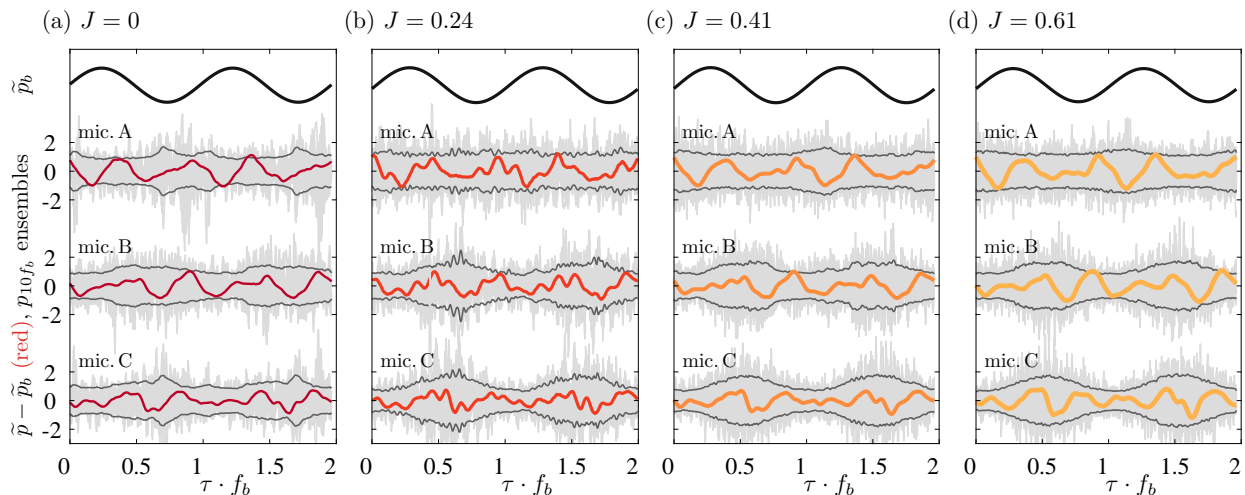 (a) J = 0
(b) J = 0.24
(c) J = 0.41
(d) J = 0.61
p̃_b
p̃ − p̃_b (red), p_{10f_b} ensembles
mic. A
mic. A
mic. A
mic. A
2
0
-2
mic. B
mic. B
mic. B
mic. B
2
0
-2
mic. C
mic. C
mic. C
mic. C
2
0
-2
0 0.5 1 1.5 2
0 0.5 1 1.5 2
0 0.5 1 1.5 2
0 0.5 1 1.5 2
τ · f_b
τ · f_b
τ · f_b
τ · f_b